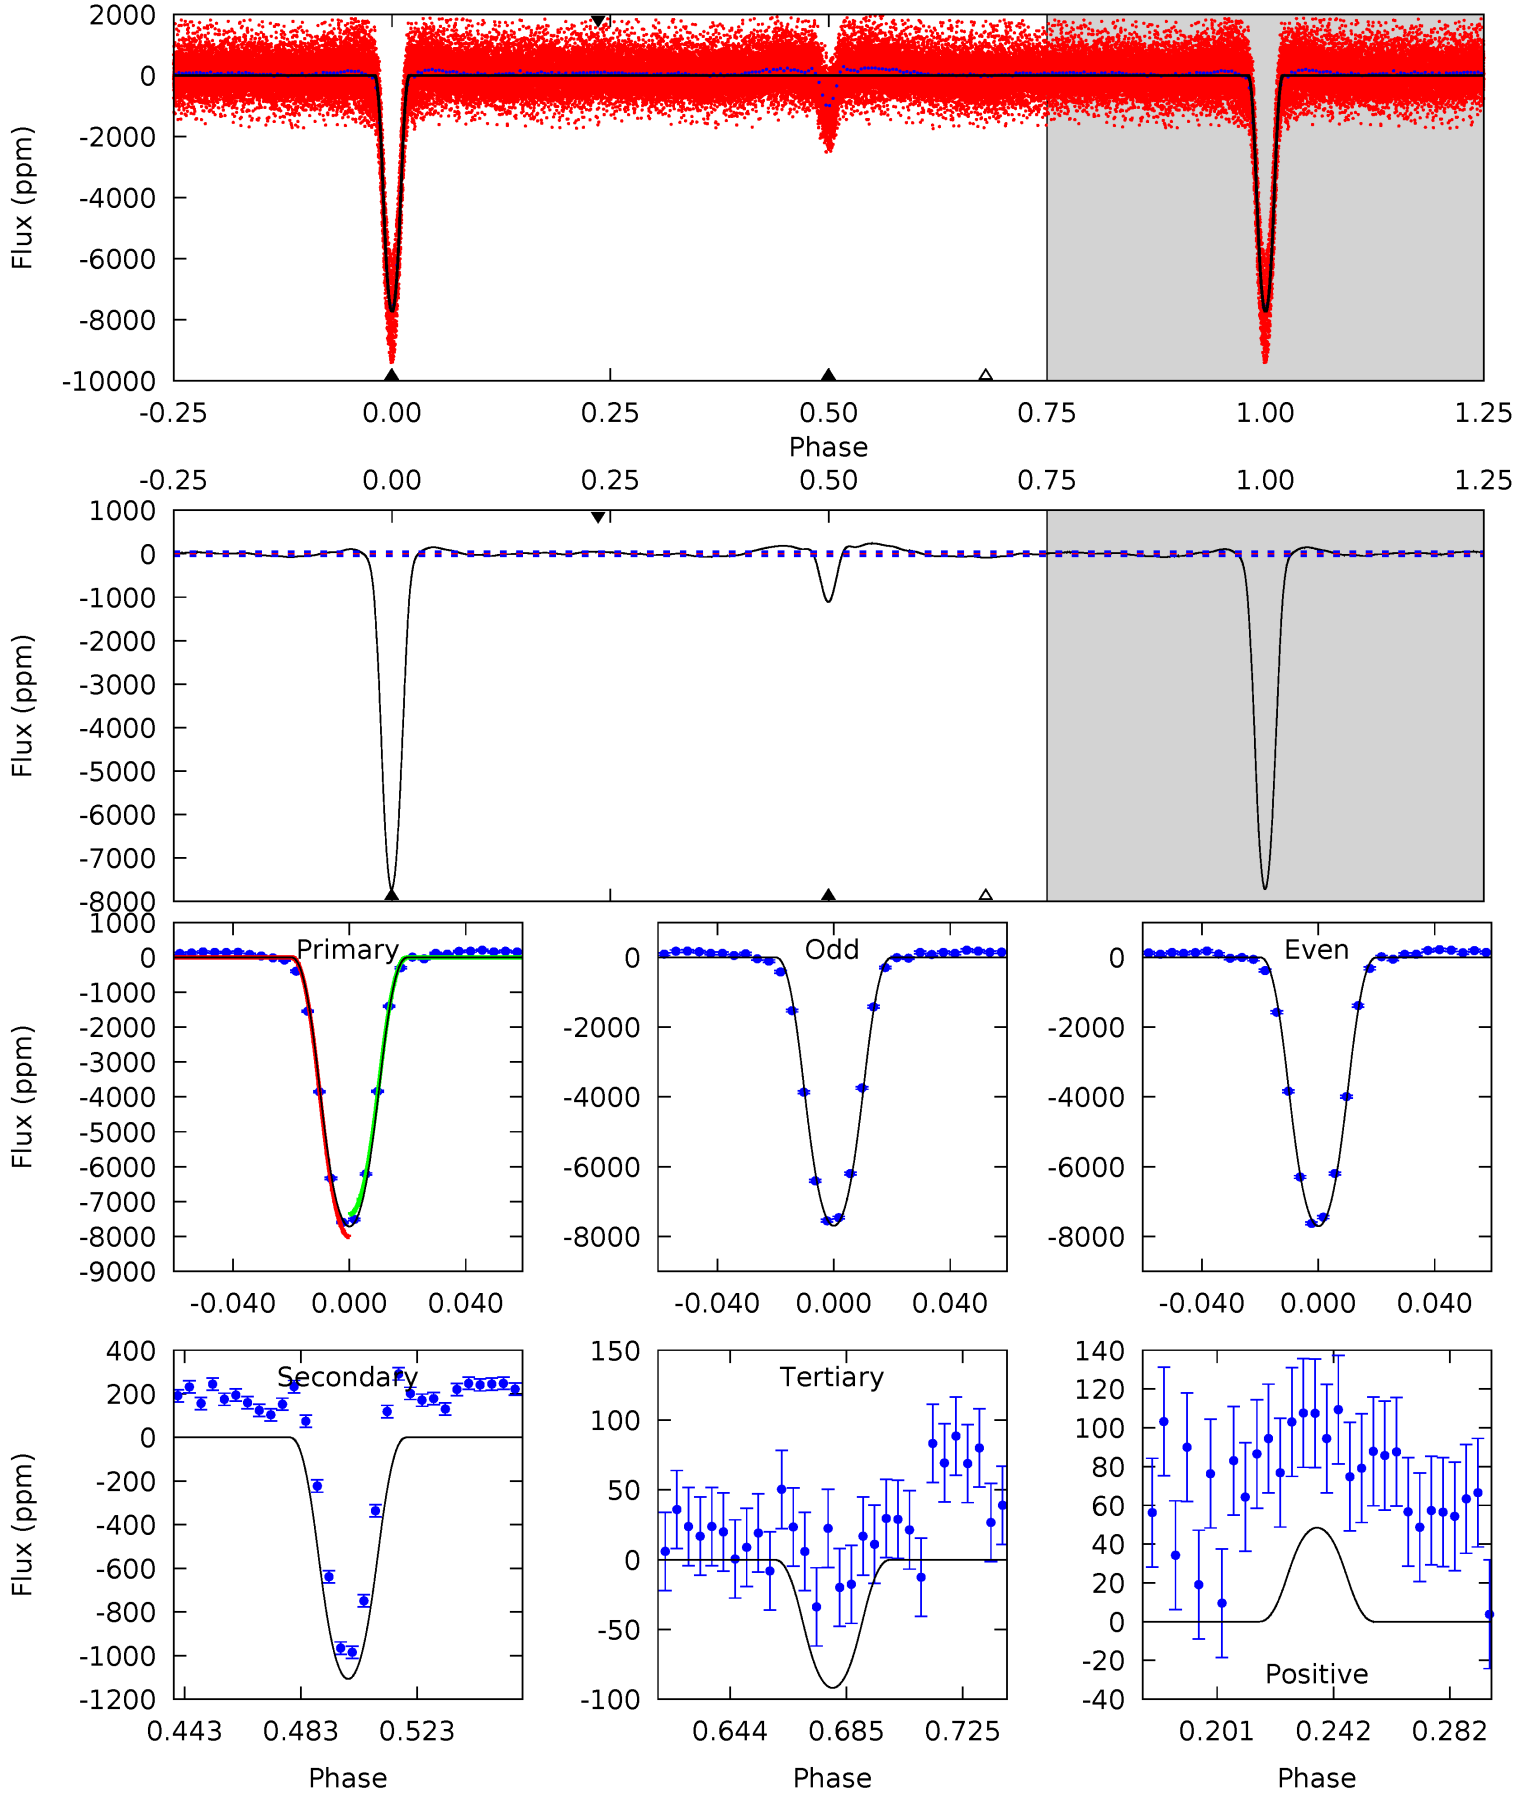 2000
0
-2000
-4000
-6000
-8000
-10000
Flux (ppm)
-0.25 0.00 0.25 0.50 0.75 1.00 1.25
Phase
-0.25 0.00 0.25 0.50 0.75 1.00 1.25
1000
0
-1000
-2000
-3000
-4000
-5000
-6000
-7000
-8000
Flux (ppm)
1000
0
-1000
-2000
-3000
-4000
-5000
-6000
-7000
-8000
-9000
Flux (ppm)
Primary
-0.040 0.000 0.040
0
-2000
-4000
-6000
-8000
Odd
-0.040 0.000 0.040
0
-2000
-4000
-6000
-8000
Even
-0.040 0.000 0.040
400
200
0
-200
-400
-600
-800
-1000
-1200
Flux (ppm)
Secondary
0.443 0.483 0.523
Phase
150
100
50
0
-50
-100
Tertiary
0.644 0.685 0.725
Phase
140
120
100
80
60
40
20
0
-20
-40
Positive
0.201 0.242 0.282
Phase